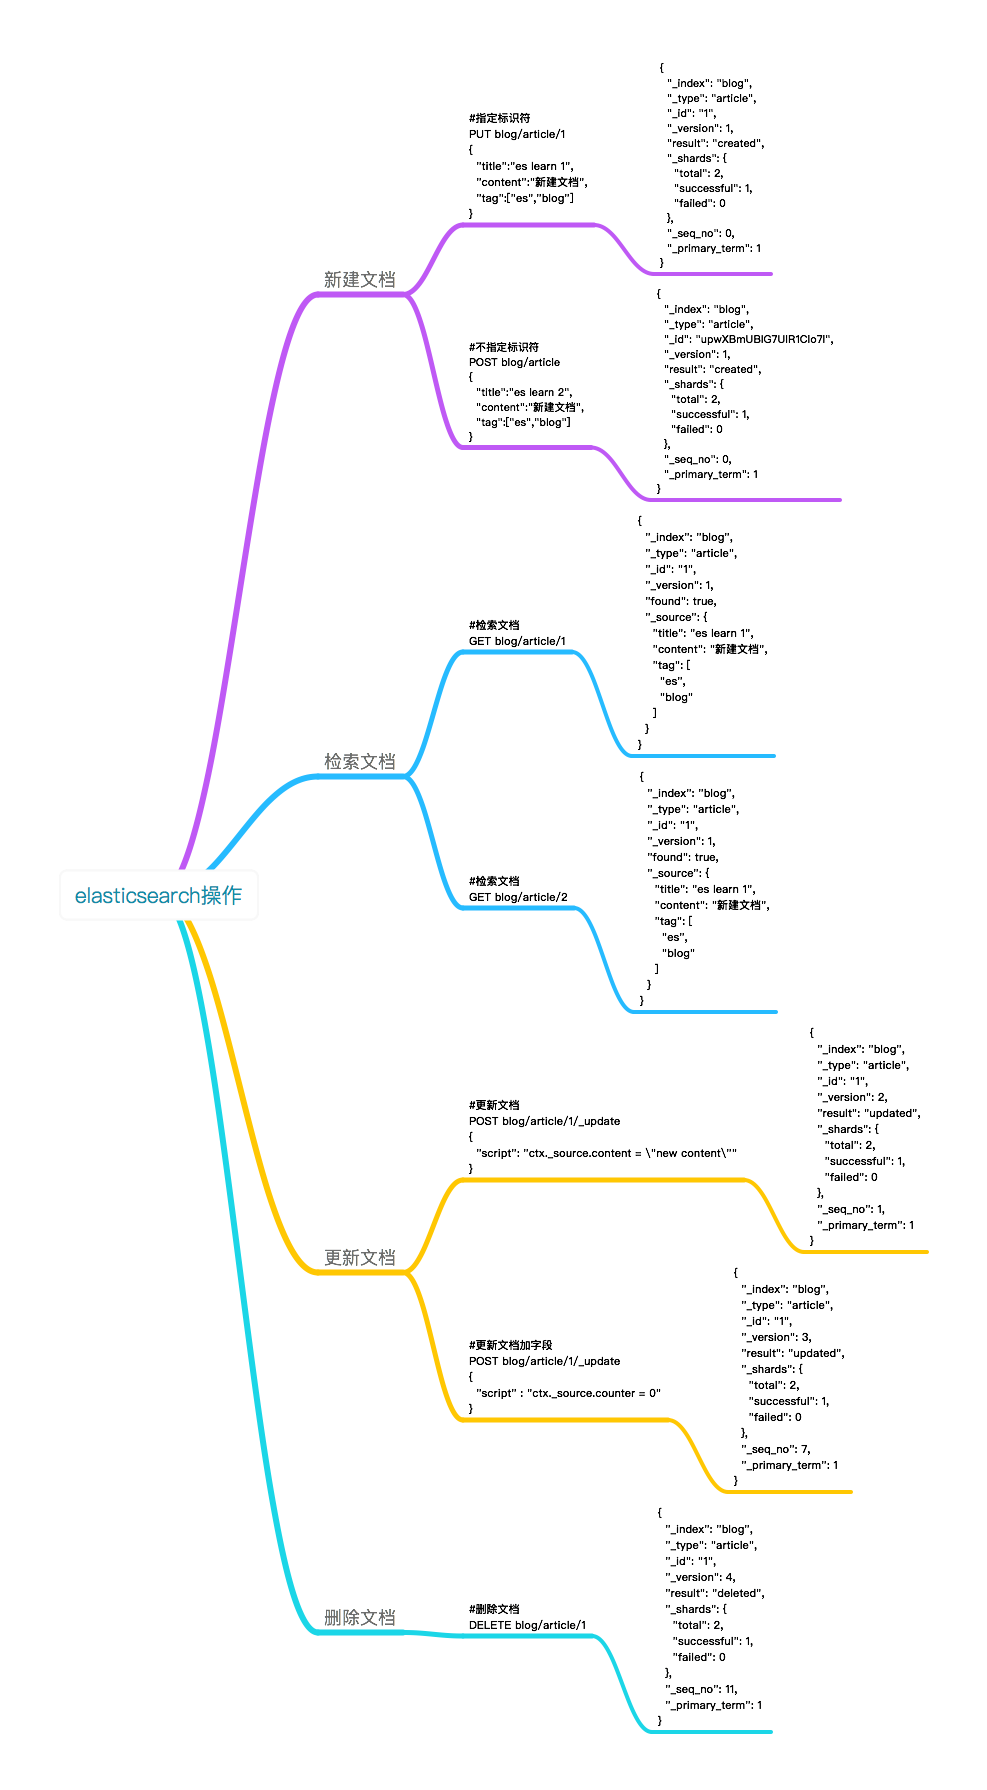 elasticsearch操作
新建文档
#指定标识符
PUT blog/article/1
{
"title":"es learn 1",
"content":"新建文档",
"tag":["es","blog"]
}
{
"_index": "blog",
"_type": "article",
"_id": "1",
"_version": 1,
"result": "created",
"_shards": {
"total": 2,
"successful": 1,
"failed": 0
},
"_seq_no": 0,
"_primary_term": 1
}
#不指定标识符
POST blog/article
{
"title":"es learn 2",
"content":"新建文档",
"tag":["es","blog"]
}
{
"_index": "blog",
"_type": "article",
"_id": "upwXBmUBlG7UlR1Clo7l",
"_version": 1,
"result": "created",
"_shards": {
"total": 2,
"successful": 1,
"failed": 0
},
"_seq_no": 0,
"_primary_term": 1
}
检索文档
#检索文档
GET blog/article/1
{
"_index": "blog",
"_type": "article",
"_id": "1",
"_version": 1,
"found": true,
"_source": {
"title": "es learn 1",
"content": "新建文档",
"tag": [
"es",
"blog"
]
}
}
#检索文档
GET blog/article/2
{
"_index": "blog",
"_type": "article",
"_id": "1",
"_version": 1,
"found": true,
"_source": {
"title": "es learn 1",
"content": "新建文档",
"tag": [
"es",
"blog"
]
}
}
更新文档
#更新文档
POST blog/article/1/_update
{
"script": "ctx._source.content = \"new content\""
}
{
"_index": "blog",
"_type": "article",
"_id": "1",
"_version": 2,
"result": "updated",
"_shards": {
"total": 2,
"successful": 1,
"failed": 0
},
"_seq_no": 1,
"_primary_term": 1
}
#更新文档加字段
POST blog/article/1/_update
{
"script" : "ctx._source.counter = 0"
}
{
"_index": "blog",
"_type": "article",
"_id": "1",
"_version": 3,
"result": "updated",
"_shards": {
"total": 2,
"successful": 1,
"failed": 0
},
"_seq_no": 7,
"_primary_term": 1
}
删除文档
#删除文档
DELETE blog/article/1
{
"_index": "blog",
"_type": "article",
"_id": "1",
"_version": 4,
"result": "deleted",
"_shards": {
"total": 2,
"successful": 1,
"failed": 0
},
"_seq_no": 11,
"_primary_term": 1
}